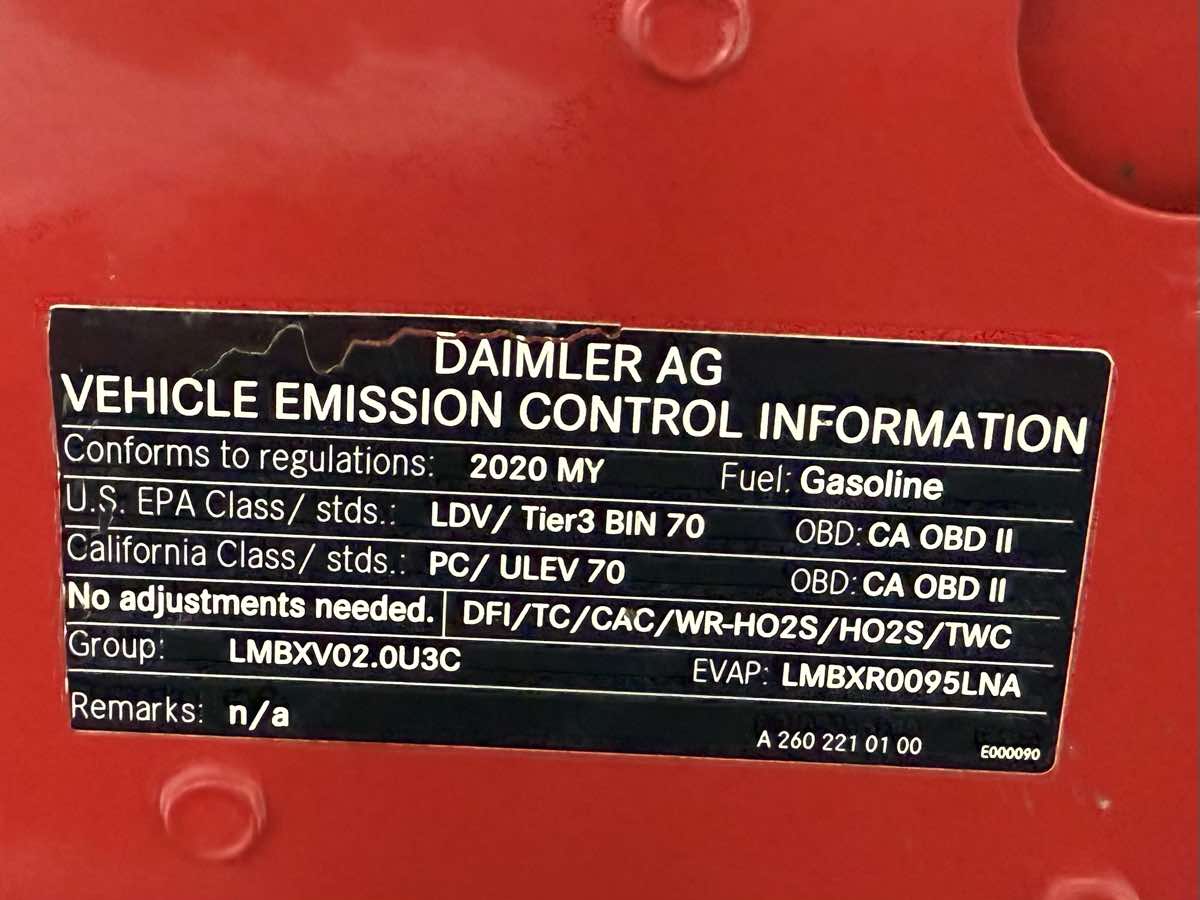 DAIMLER AG
VEHICLE EMISSION CONTROL INFORMATION
Conforms to regulations: 2020 MY Fuel: Gasoline
U.S. EPA Class/ stds.: LDV/ Tier3 BIN 70 OBD: CA OBD II
California Class/ stds.: PC/ ULEV 70 OBD: CA OBD II
No adjustments needed. DFI/TC/CAC/WR-HO2S/HO2S/TWC
Group: LMBXV02.0U3C EVAP: LMBXR0095LNA
Remarks: n/a
A 260 221 01 00 E000090